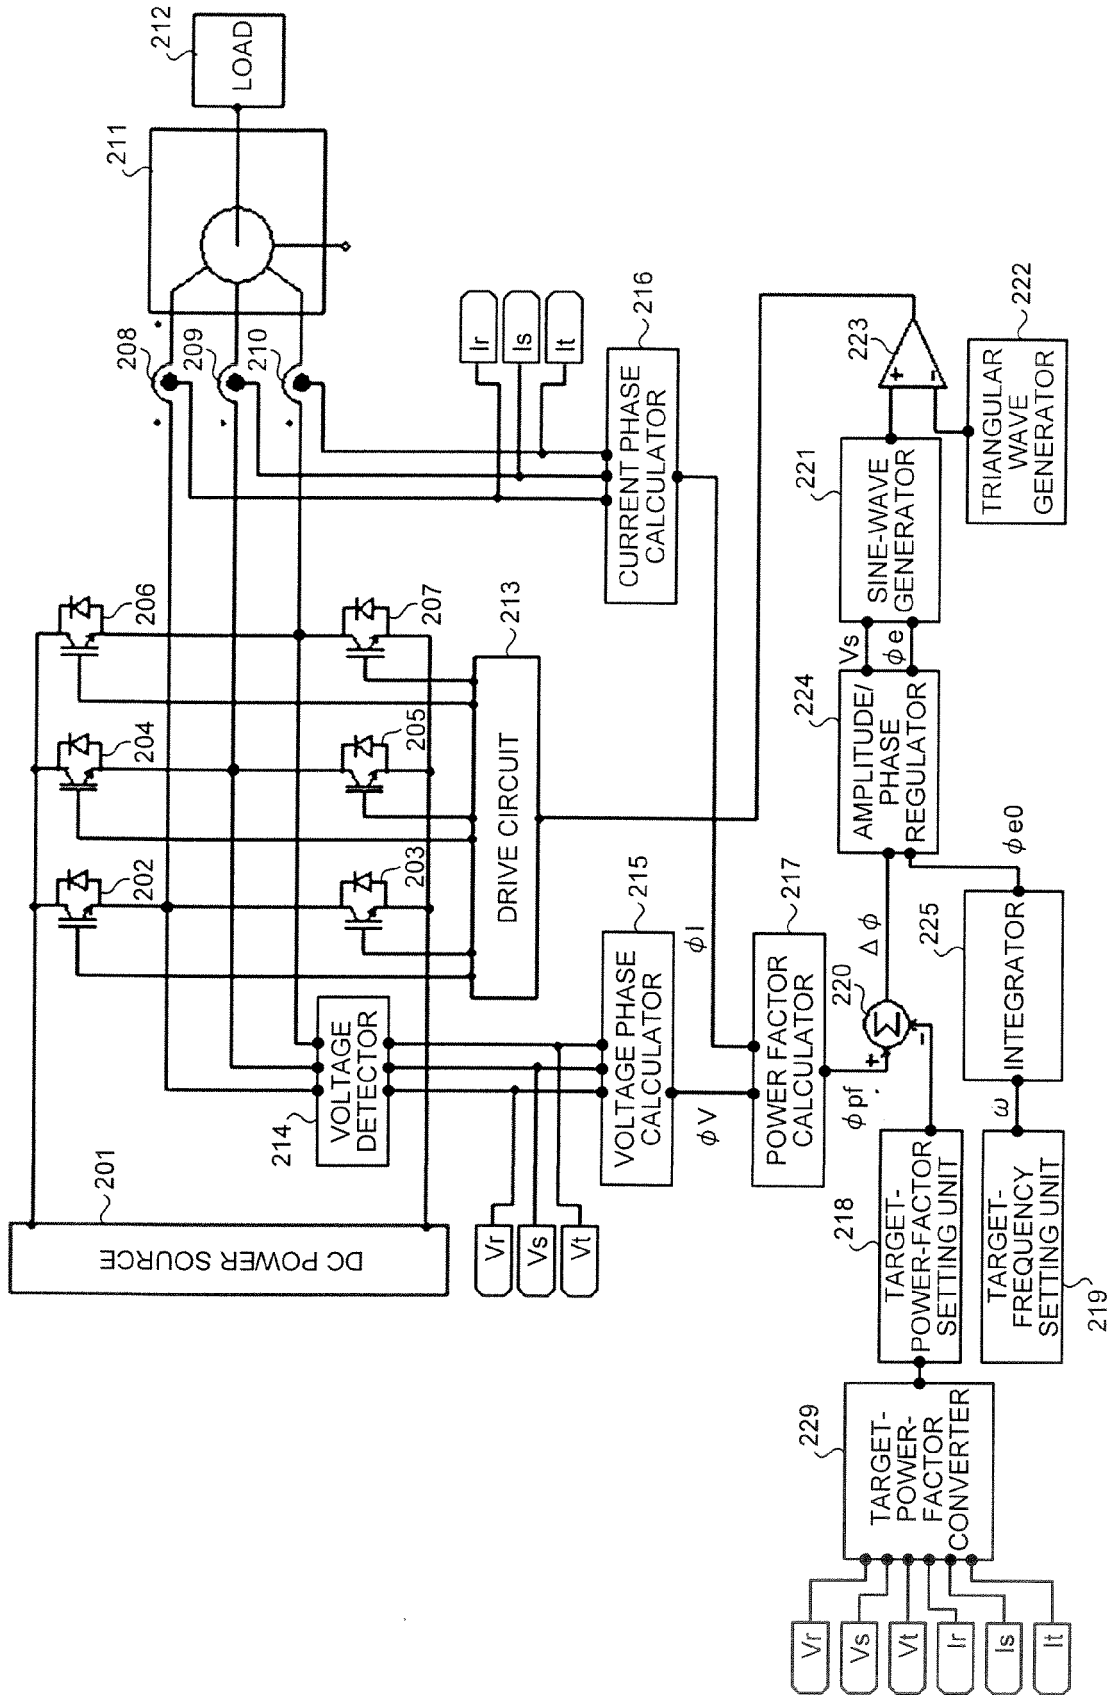 201
DC POWER SOURCE
202
203
204
205
206
207
208
209
210
211
212
LOAD
213
DRIVE CIRCUIT
214
VOLTAGE
DETECTOR
Vr
Vs
Vt
Ir
Is
It
215
VOLTAGE PHASE
CALCULATOR
216
CURRENT PHASE
CALCULATOR
ϕV
ϕI
217
POWER FACTOR
CALCULATOR
ϕpf
+
-
Σ
220
Δϕ
218
TARGET-
POWER-FACTOR
SETTING UNIT
TARGET-
FREQUENCY
SETTING UNIT
219
ω
225
INTEGRATOR
ϕe0
224
AMPLITUDE/
PHASE
REGULATOR
Vs
ϕe
221
SINE-WAVE
GENERATOR
223
+
-
222
TRIANGULAR
WAVE
GENERATOR
229
TARGET-
POWER-
FACTOR
CONVERTER
Vr
Vs
Vt
Ir
Is
It